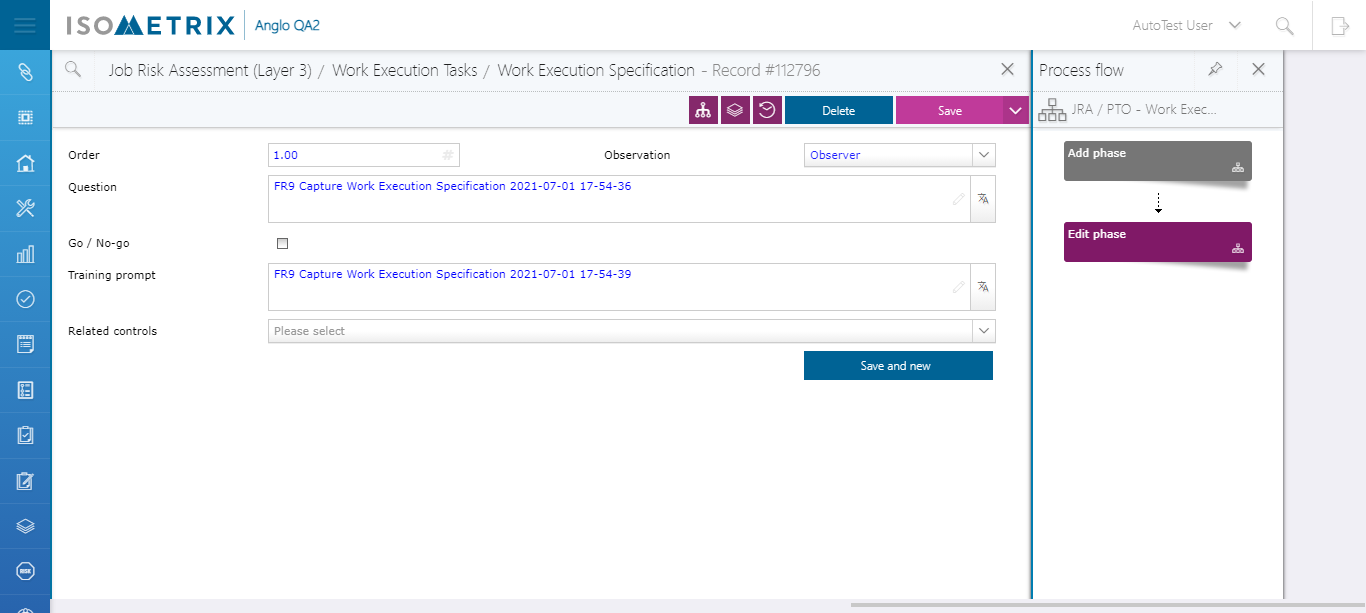 ISOMETRIX Anglo QA2 AutoTest User
Job Risk Assessment (Layer 3) / Work Execution Tasks / Work Execution Specification - Record #112796
Process flow
Delete Save
JRA / PTO - Work Exec...
Order 1.00 # Observation Observer
Add phase
Question FR9 Capture Work Execution Specification 2021-07-01 17-54-36
Edit phase
Go / No-go
Training prompt FR9 Capture Work Execution Specification 2021-07-01 17-54-39
Related controls Please select
Save and new
RISK